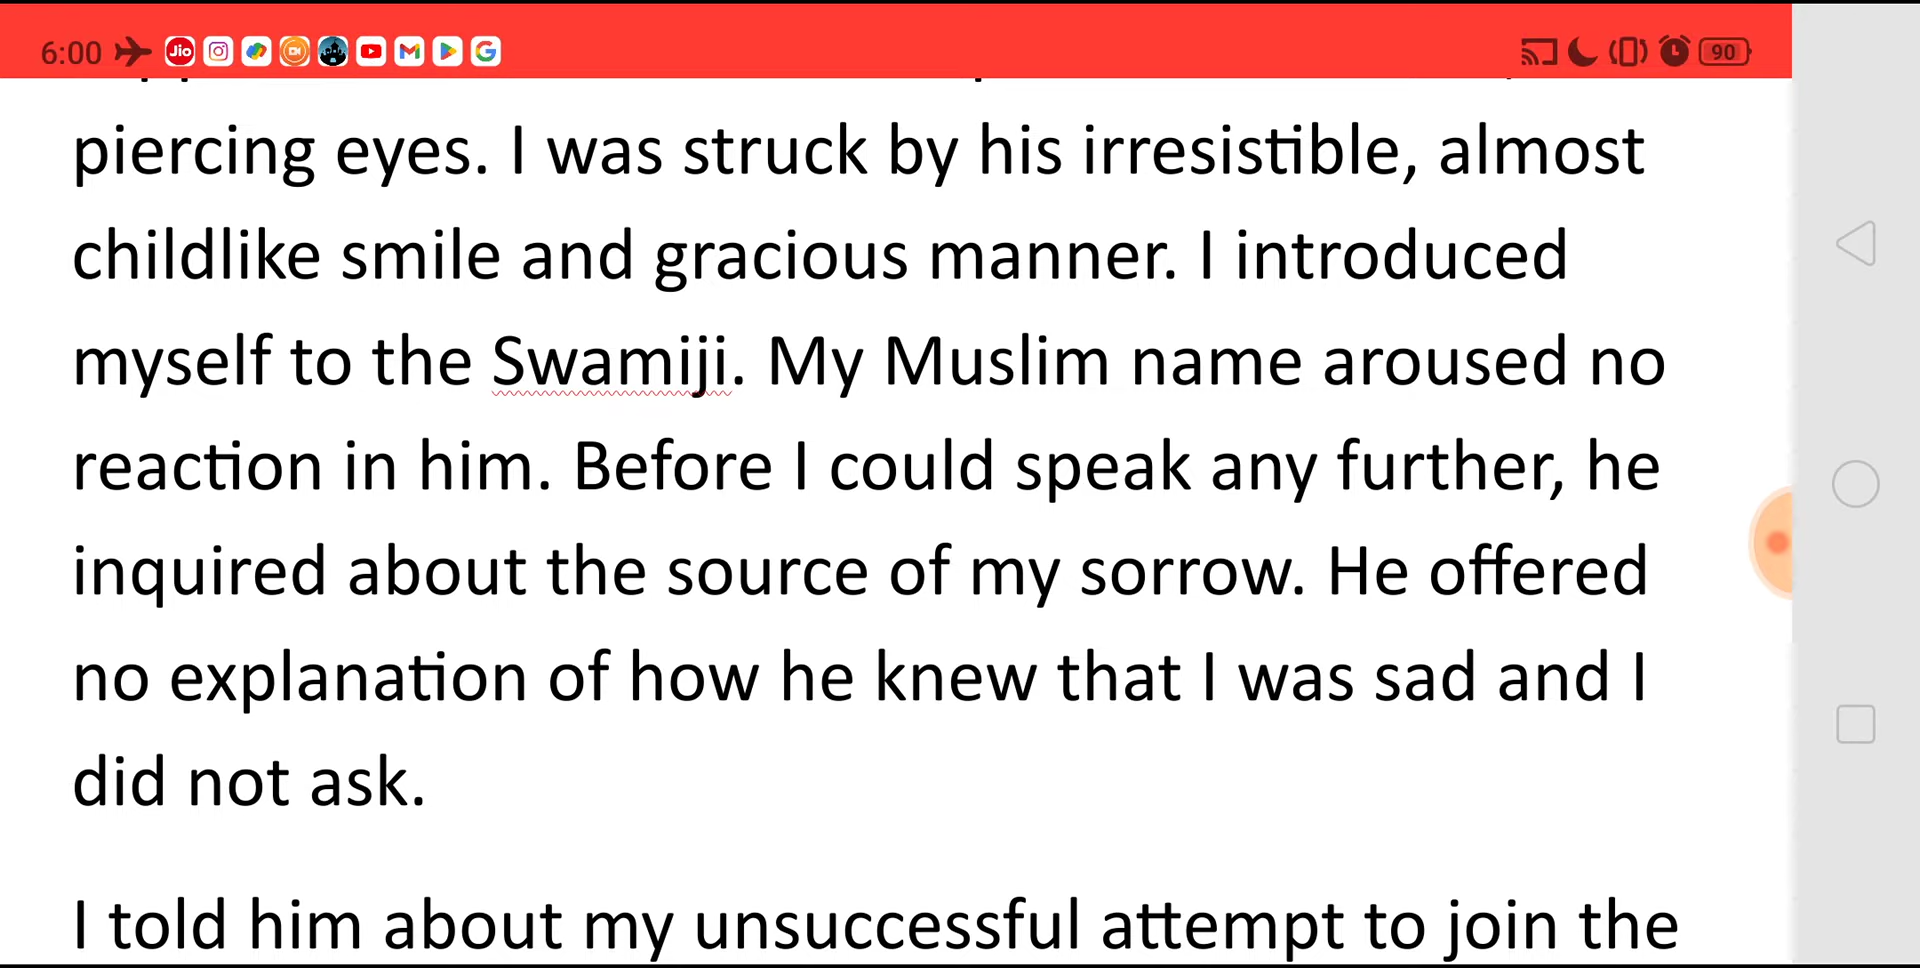 6:00 Jio 90
piercing eyes. I was struck by his irresistible, almost
childlike smile and gracious manner. I introduced
myself to the Swamiji. My Muslim name aroused no
reaction in him. Before I could speak any further, he
inquired about the source of my sorrow. He offered
no explanation of how he knew that I was sad and I
did not ask.
I told him about my unsuccessful attempt to join the